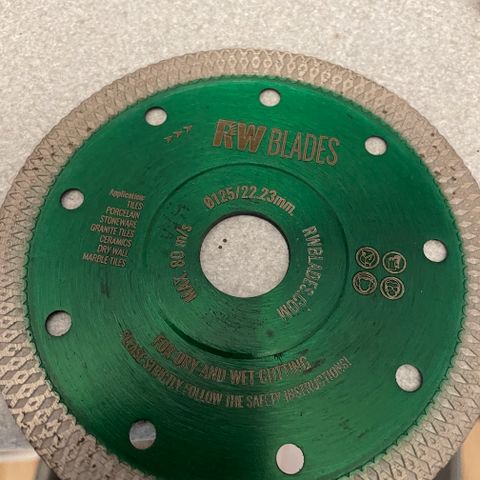 RW BLADES
Ø125/22.23mm.
Application:
TILES
PORCELAIN
STONEWARE
GRANITE TILES
CERAMICS
DRY WALL
MARBLE TILES
MAX. 80 m/s
RWBLADES.COM
FOR DRY AND WET CUTTING
PLEASE STRICTLY FOLLOW THE SAFETY INSTRUCTIONS!